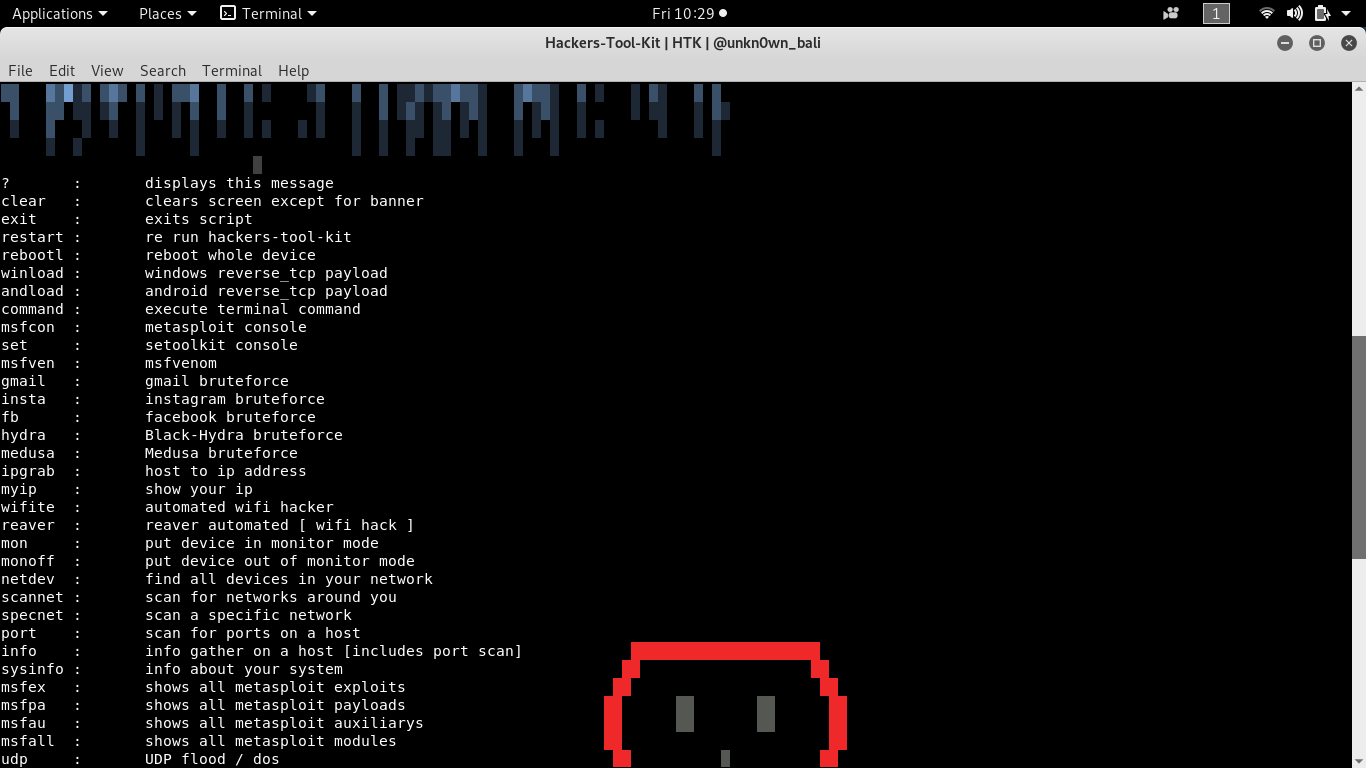 Applications Places Terminal Fri 10:29 1
Hackers-Tool-Kit | HTK | @unkn0wn_bali
File Edit View Search Terminal Help
? : displays this message
clear : clears screen except for banner
exit : exits script
restart : re run hackers-tool-kit
rebootl : reboot whole device
winload : windows reverse_tcp payload
andload : android reverse_tcp payload
command : execute terminal command
msfcon : metasploit console
set : setoolkit console
msfven : msfvenom
gmail : gmail bruteforce
insta : instagram bruteforce
fb : facebook bruteforce
hydra : Black-Hydra bruteforce
medusa : Medusa bruteforce
ipgrab : host to ip address
myip : show your ip
wifite : automated wifi hacker
reaver : reaver automated [ wifi hack ]
mon : put device in monitor mode
monoff : put device out of monitor mode
netdev : find all devices in your network
scannet : scan for networks around you
specnet : scan a specific network
port : scan for ports on a host
info : info gather on a host [includes port scan]
sysinfo : info about your system
msfex : shows all metasploit exploits
msfpa : shows all metasploit payloads
msfau : shows all metasploit auxiliarys
msfall : shows all metasploit modules
udp : UDP flood / dos